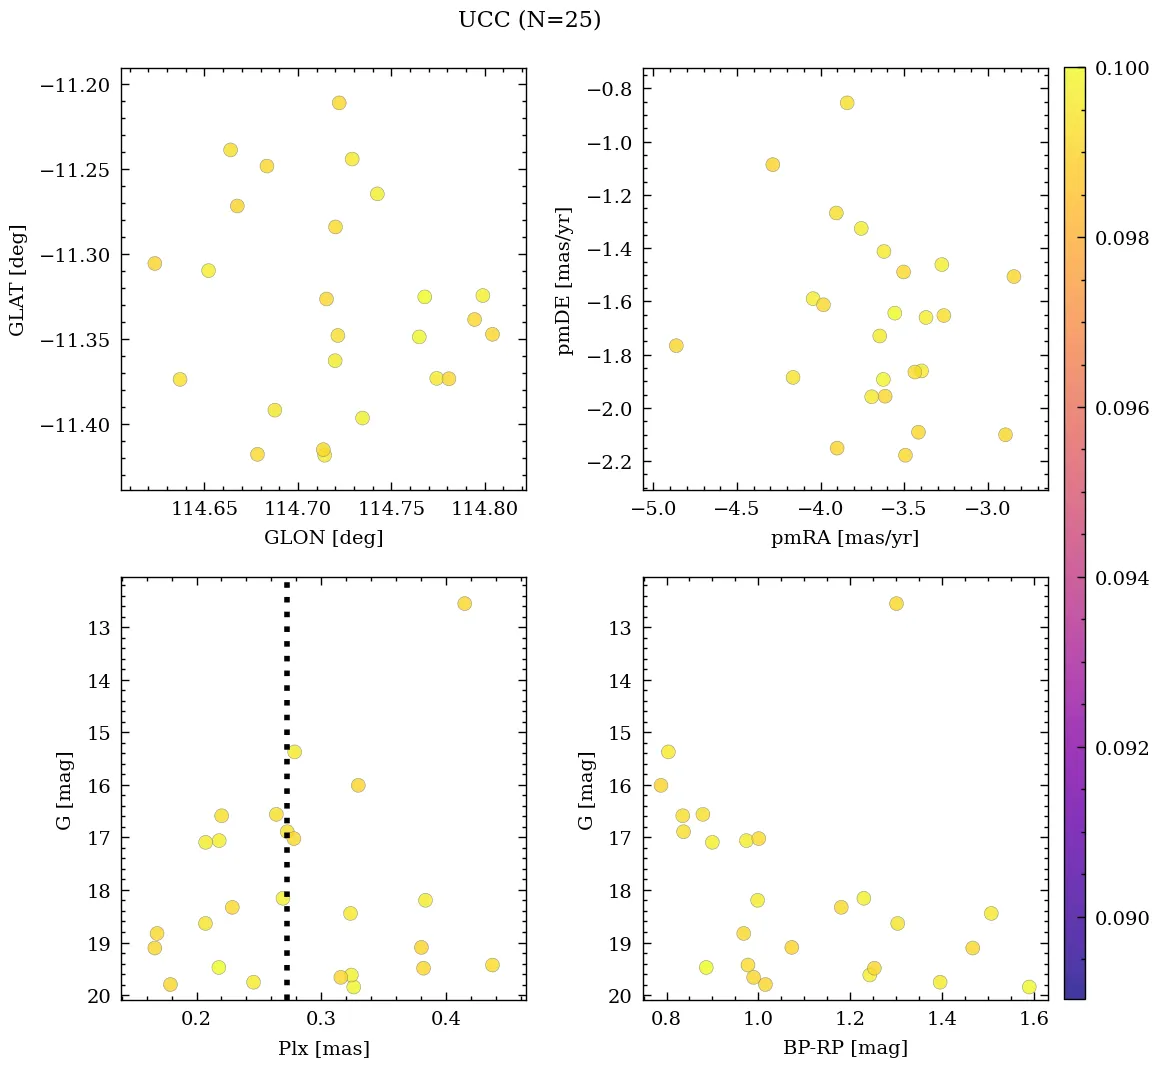 UCC (N=25)
−11.20
−11.25
−11.30
−11.35
−11.40
GLAT [deg]
114.65 114.70 114.75 114.80
GLON [deg]
−0.8
−1.0
−1.2
−1.4
−1.6
−1.8
−2.0
−2.2
pmDE [mas/yr]
−5.0 −4.5 −4.0 −3.5 −3.0
pmRA [mas/yr]
13
14
15
16
17
18
19
20
G [mag]
0.2 0.3 0.4
Plx [mas]
13
14
15
16
17
18
19
20
G [mag]
0.8 1.0 1.2 1.4 1.6
BP-RP [mag]
0.100
0.098
0.096
0.094
0.092
0.090